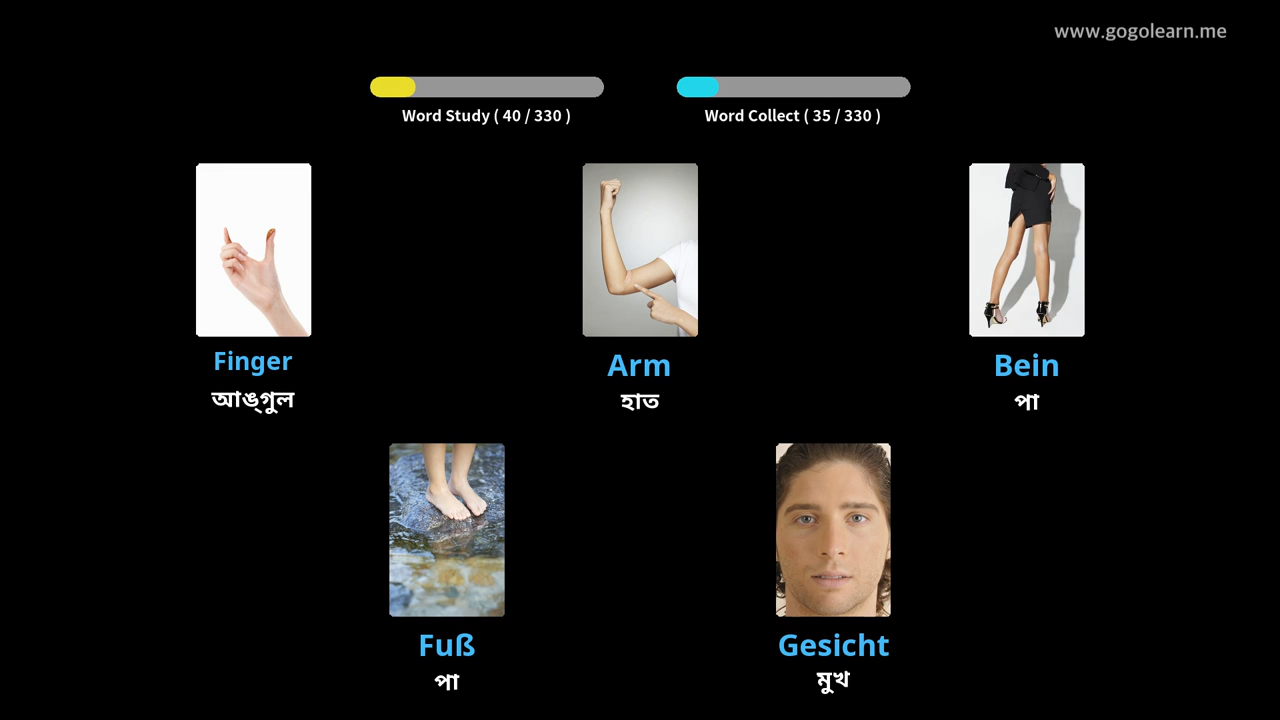 www.gogolearn.me
Word Study ( 40 / 330 )
Word Collect ( 35 / 330 )
Finger
আঙ্গুল
Arm
হাত
Bein
পা
Fuß
পা
Gesicht
মুখ